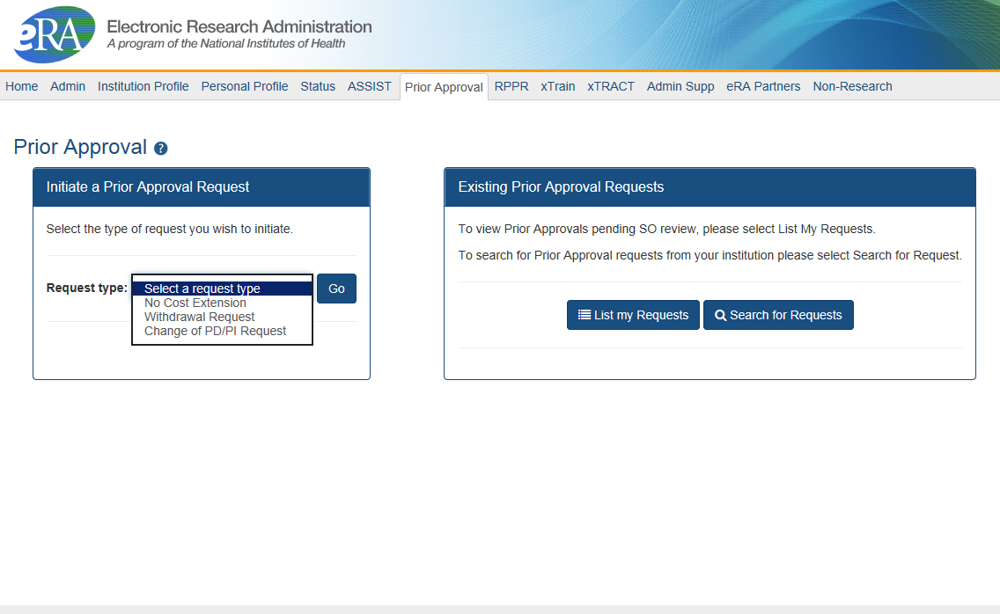 eRA
Electronic Research Administration
A program of the National Institutes of Health
Home Admin Institution Profile Personal Profile Status ASSIST Prior Approval RPPR xTrain xTRACT Admin Supp eRA Partners Non-Research
Prior Approval ?
Initiate a Prior Approval Request
Select the type of request you wish to initiate.
Request type:
Select a request type
No Cost Extension
Withdrawal Request
Change of PD/PI Request
Go
Existing Prior Approval Requests
To view Prior Approvals pending SO review, please select List My Requests.
To search for Prior Approval requests from your institution please select Search for Request.
List my Requests Search for Requests